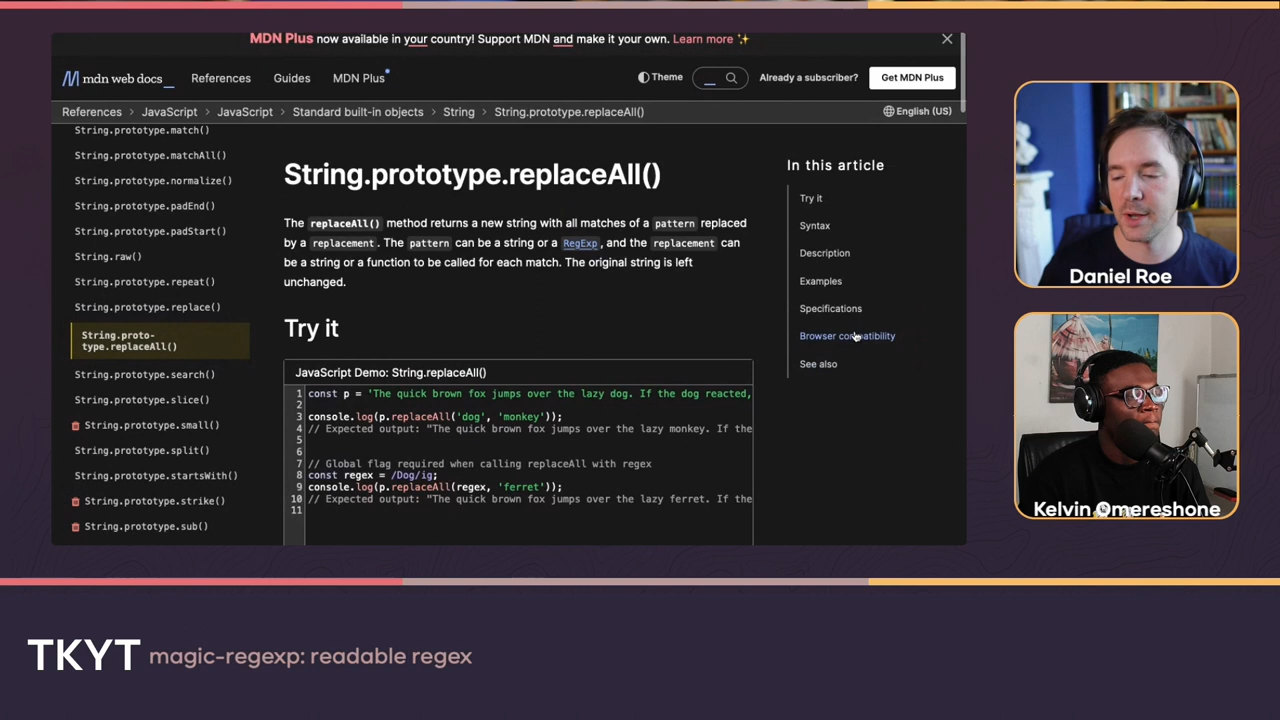 MDN Plus now available in your country! Support MDN and make it your own. Learn more ✨
mdn web docs_
References
Guides
MDN Plus
Theme
Already a subscriber?
Get MDN Plus
References
JavaScript
JavaScript
Standard built-in objects
String
String.prototype.replaceAll()
English (US)
String.prototype.match()
String.prototype.matchAll()
String.prototype.normalize()
String.prototype.padEnd()
String.prototype.padStart()
String.raw()
String.prototype.repeat()
String.prototype.replace()
String.proto-
type.replaceAll()
String.prototype.search()
String.prototype.slice()
String.prototype.small()
String.prototype.split()
String.prototype.startsWith()
String.prototype.strike()
String.prototype.sub()
String.prototype.replaceAll()
The replaceAll() method returns a new string with all matches of a pattern replaced
by a replacement. The pattern can be a string or a RegExp, and the replacement can
be a string or a function to be called for each match. The original string is left
unchanged.
Try it
JavaScript Demo: String.replaceAll()
1 const p = 'The quick brown fox jumps over the lazy dog. If the dog reacted,
2
3 console.log(p.replaceAll('dog', 'monkey'));
4 // Expected output: "The quick brown fox jumps over the lazy monkey. If the
5
6
7 // Global flag required when calling replaceAll with regex
8 const regex = /Dog/ig;
9 console.log(p.replaceAll(regex, 'ferret'));
10 // Expected output: "The quick brown fox jumps over the lazy ferret. If the
11
In this article
Try it
Syntax
Description
Examples
Specifications
Browser compatibility
See also
Daniel Roe
Kelvin Omereshone
TKYT magic-regexp: readable regex